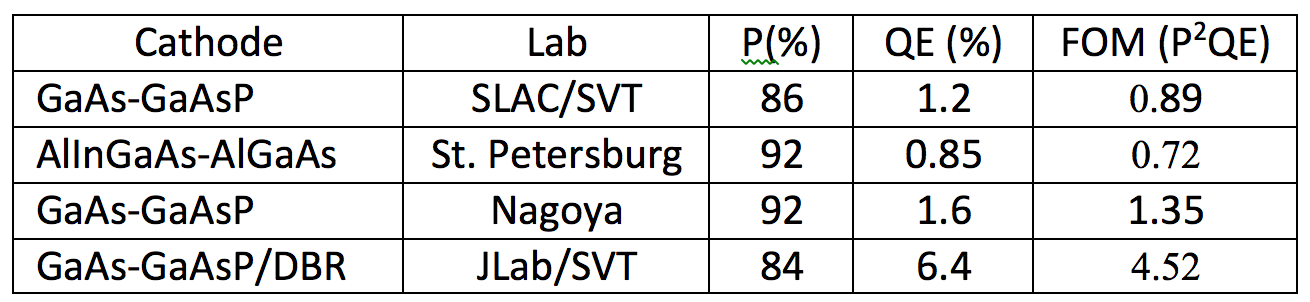 Cathode Lab P(%) QE (%) FOM (P²QE)
GaAs-GaAsP SLAC/SVT 86 1.2 0.89
AlInGaAs-AlGaAs St. Petersburg 92 0.85 0.72
GaAs-GaAsP Nagoya 92 1.6 1.35
GaAs-GaAsP/DBR JLab/SVT 84 6.4 4.52